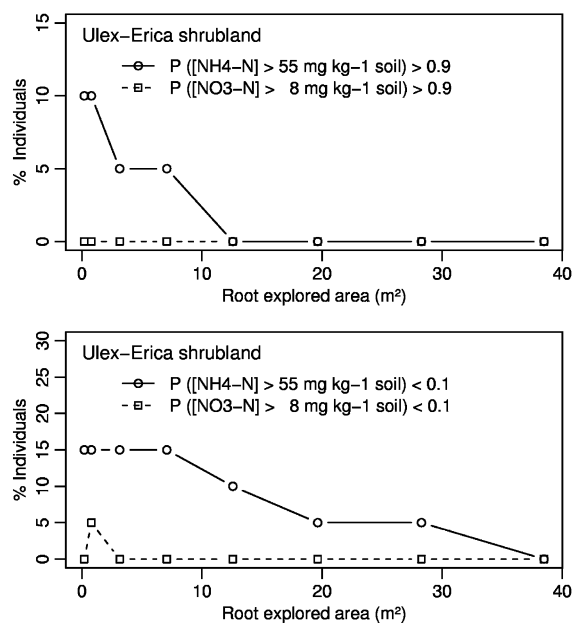 Ulex−Erica shrubland
P ([NH4−N] > 55 mg kg−1 soil) > 0.9
P ([NO3−N] > 8 mg kg−1 soil) > 0.9
15
10
5
0
% Individuals
0 10 20 30 40
Root explored area (m²)
Ulex−Erica shrubland
P ([NH4−N] > 55 mg kg−1 soil) < 0.1
P ([NO3−N] > 8 mg kg−1 soil) < 0.1
30
25
20
15
10
5
0
% Individuals
0 10 20 30 40
Root explored area (m²)